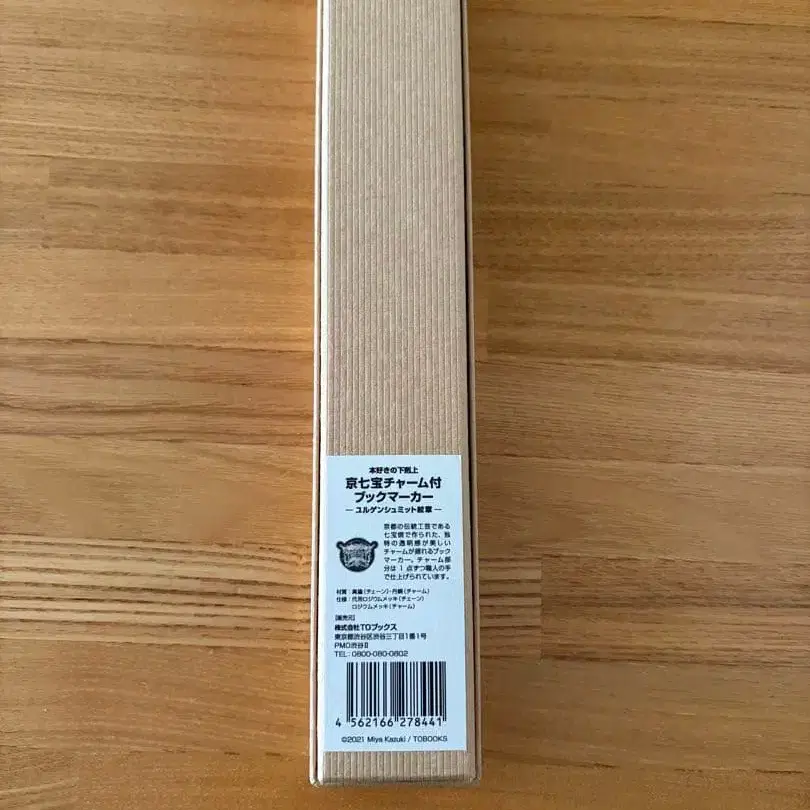 本好きの下剋上
京七宝チャーム付
ブックマーカー
― ユルゲンシュミット紋章 ―
京都の伝統工芸である
七宝焼で作られた、独
特の透明感が美しい
チャームが揺れるブック
マーカー。チャーム部
分は1点ずつ職人の手
で仕上げられています。
材質:真鍮(チェーン)・丹銅(チャーム)
仕様:代用ロジウムメッキ(チェーン)
ロジウムメッキ(チャーム)
[販売元]
株式会社TOブックス
東京都渋谷区渋谷三丁目1番1号
PMO渋谷Ⅱ
TEL:0800-080-0802
4 562166 278441
©2021 Miya Kazuki / TOBOOKS